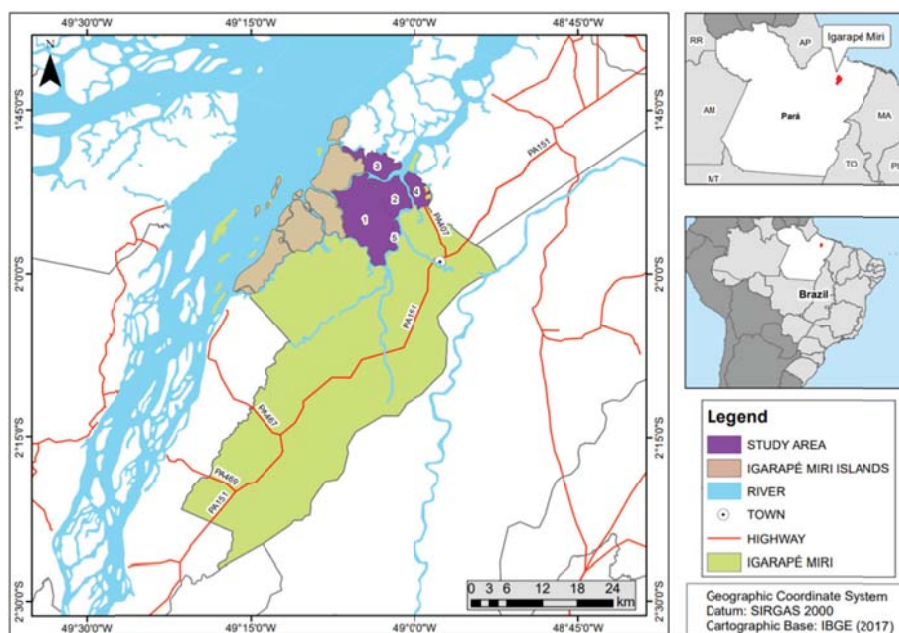 49°30'0"W
49°15'0"W
49°0'0"W
48°45'0"W
N
1°45'0"S
2°0'0"S
2°15'0"S
2°30'0"S
1°45'0"S
2°0'0"S
2°15'0"S
2°30'0"S
3
2
4
1
5
PA151
PA407
PA151
PA467
PA469
PA151
0 3 6 12 18 24
km
49°30'0"W
49°15'0"W
49°0'0"W
48°45'0"W
RR
AP
Igarapé Miri
AM
Pará
MA
MT
TO
PI
Brazil
Legend
STUDY AREA
IGARAPÉ MIRI ISLANDS
RIVER
TOWN
HIGHWAY
IGARAPÉ MIRI
Geographic Coordinate System
Datum: SIRGAS 2000
Cartographic Base: IBGE (2017)